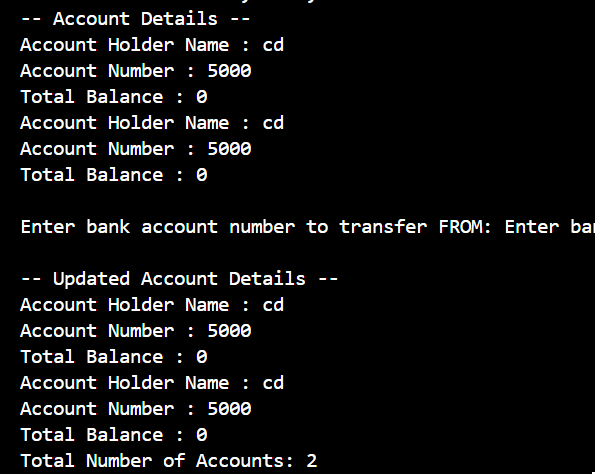 -- Account Details --
Account Holder Name : cd
Account Number : 5000
Total Balance : 0
Account Holder Name : cd
Account Number : 5000
Total Balance : 0
Enter bank account number to transfer FROM: Enter ba
-- Updated Account Details --
Account Holder Name : cd
Account Number : 5000
Total Balance : 0
Account Holder Name : cd
Account Number : 5000
Total Balance : 0
Total Number of Accounts: 2